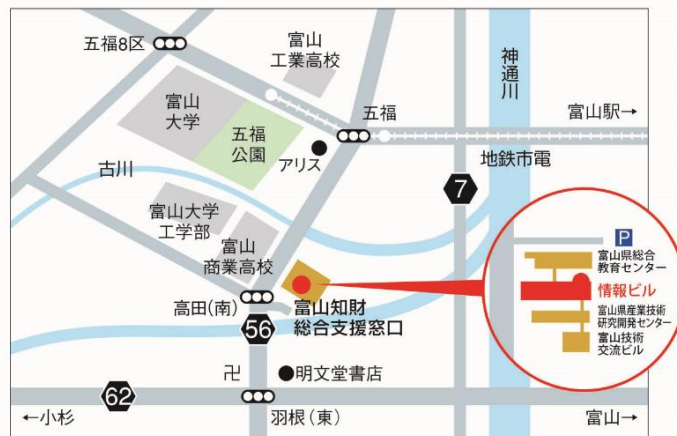 五福8区
富山
工業高校
神通川
富山
大学
五福
公園
五福
富山駅→
アリス
地鉄市電
古川
7
富山大学
工学部
富山
商業高校
P
富山県総合
教育センター
情報ビル
富山県産業技術
研究開発センター
富山技術
交流ビル
高田(南)
富山知財
総合支援窓口
56
卍
明文堂書店
62
←小杉
羽根(東)
富山→